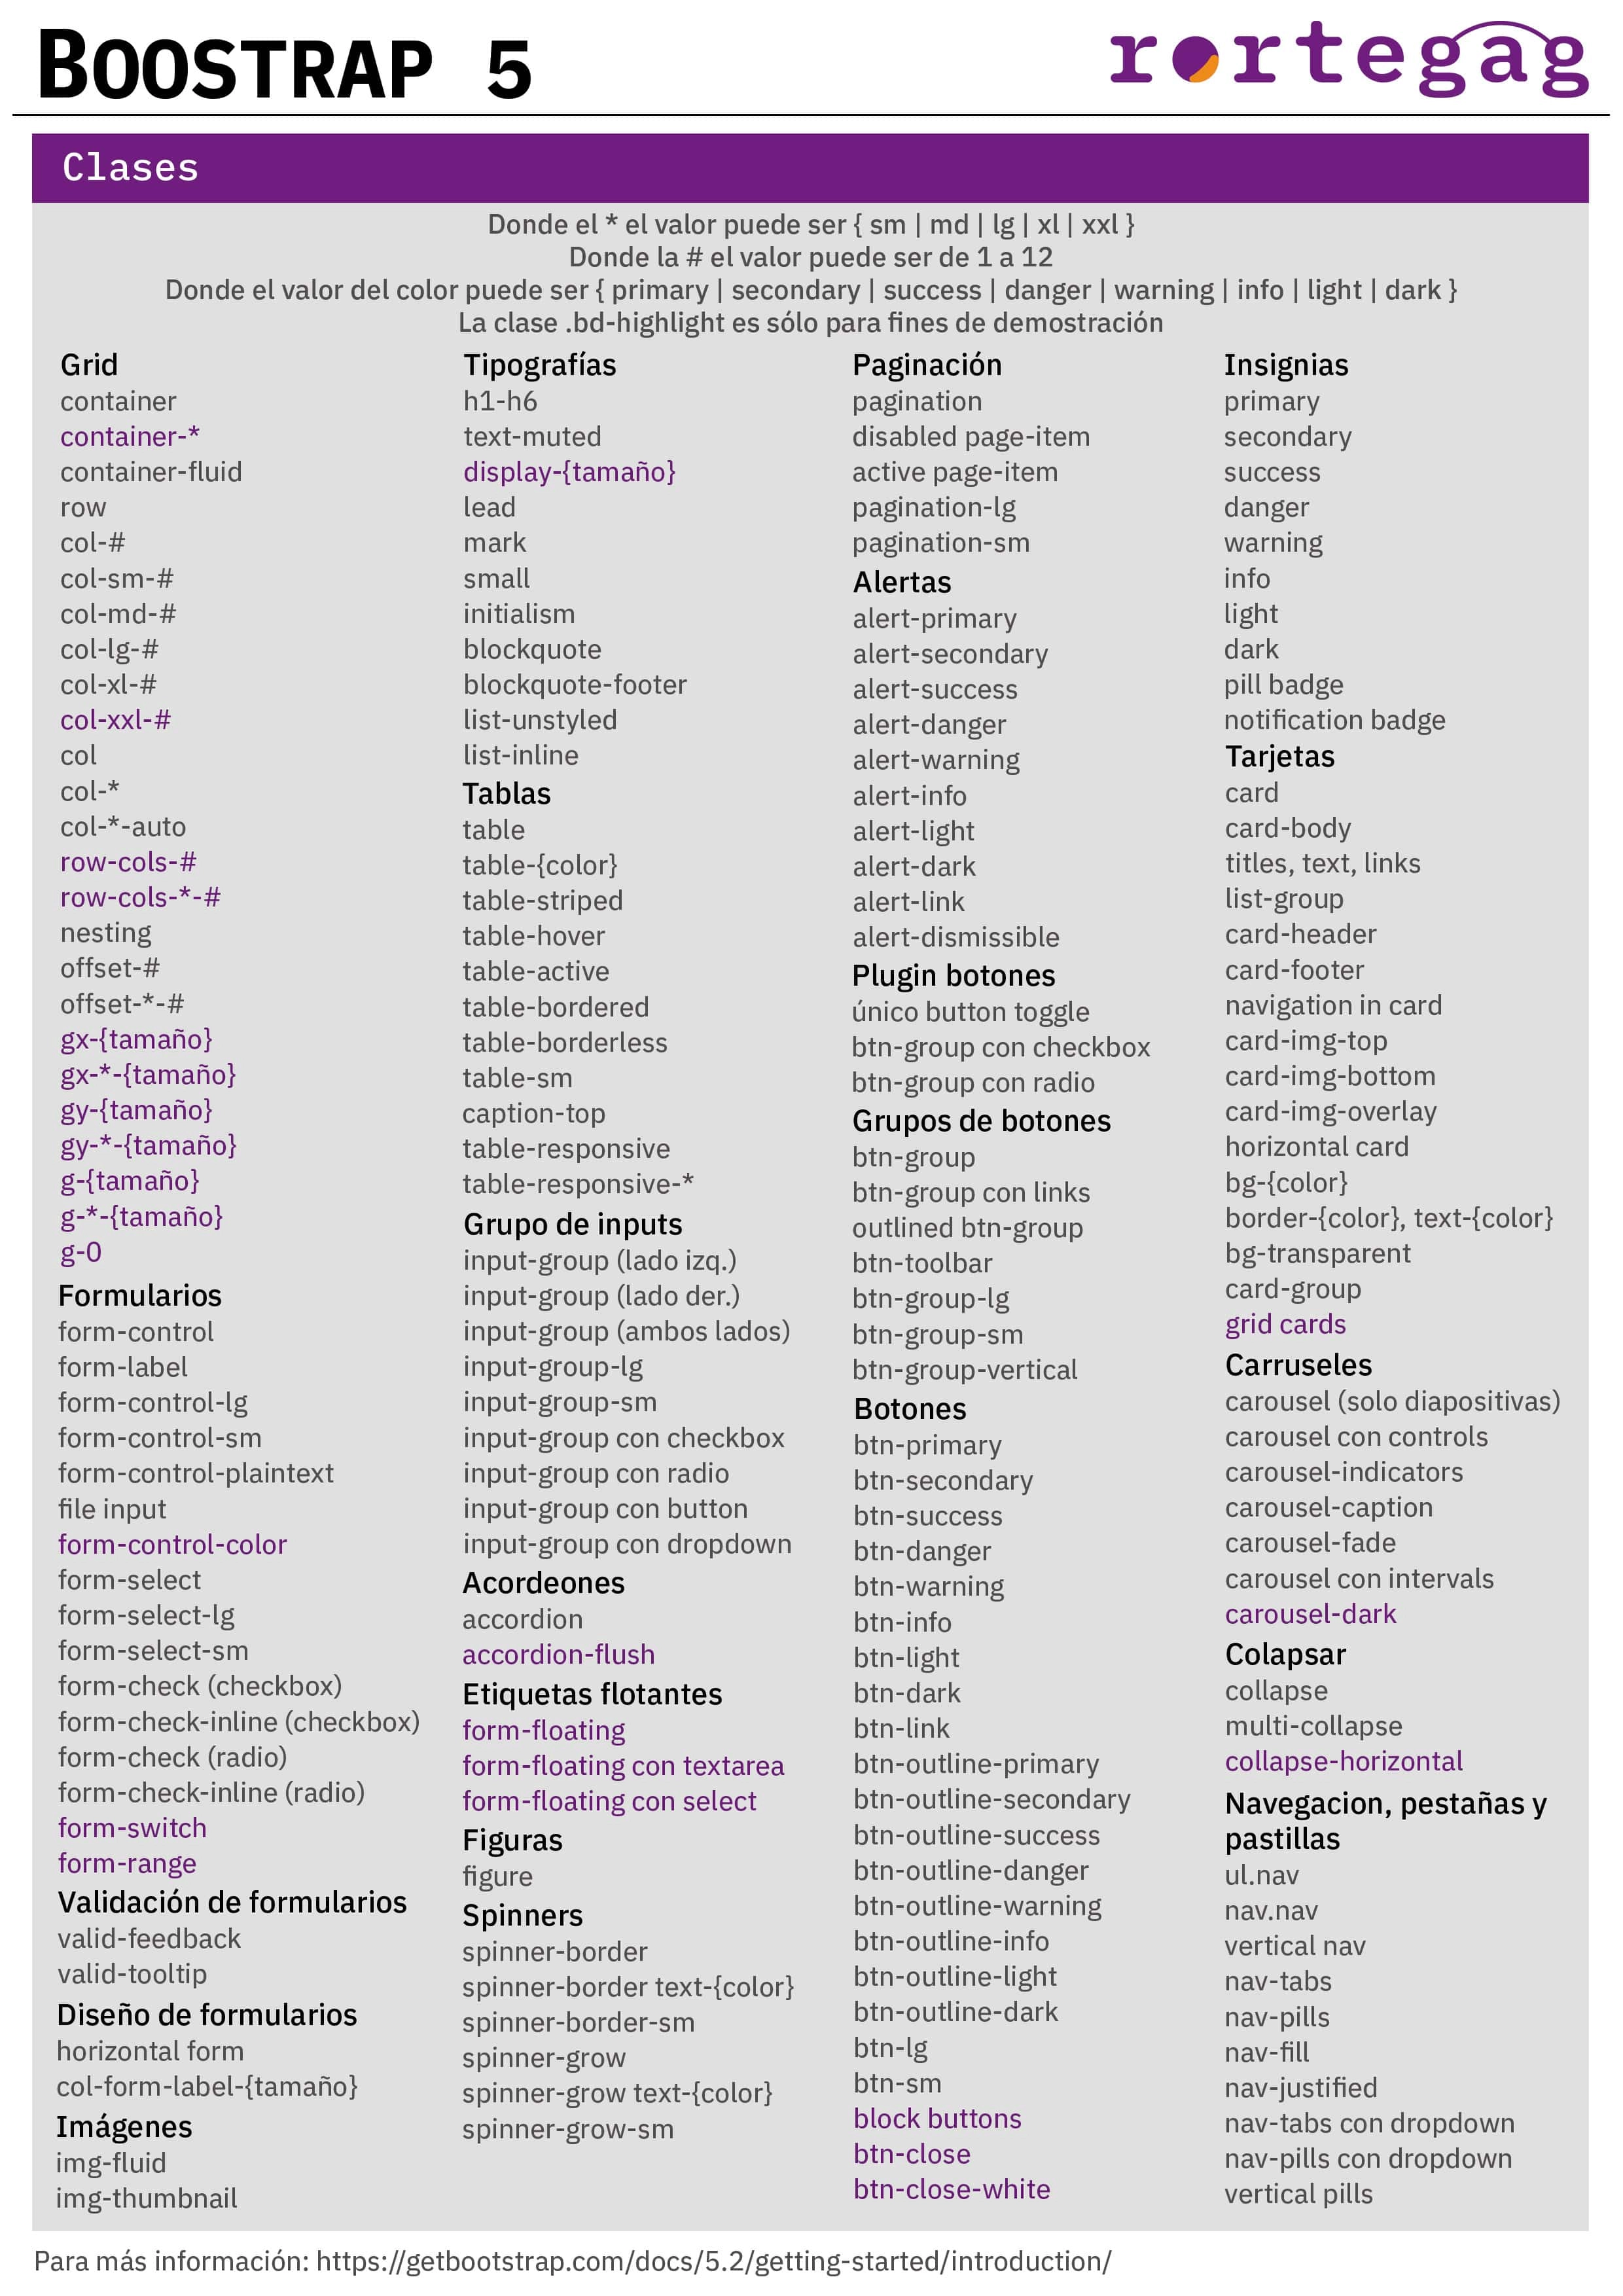 BOOSTRAP 5
rortegag
Clases
Donde el * el valor puede ser { sm | md | lg | xl | xxl }
Donde la # el valor puede ser de 1 a 12
Donde el valor del color puede ser { primary | secondary | success | danger | warning | info | light | dark }
La clase .bd-highlight es sólo para fines de demostración
Grid
container
container-*
container-fluid
row
col-#
col-sm-#
col-md-#
col-lg-#
col-xl-#
col-xxl-#
col
col-*
col-*-auto
row-cols-#
row-cols-*-#
nesting
offset-#
offset-*-#
gx-{tamaño}
gx-*-{tamaño}
gy-{tamaño}
gy-*-{tamaño}
g-{tamaño}
g-*-{tamaño}
g-0
Formularios
form-control
form-label
form-control-lg
form-control-sm
form-control-plaintext
file input
form-control-color
form-select
form-select-lg
form-select-sm
form-check (checkbox)
form-check-inline (checkbox)
form-check (radio)
form-check-inline (radio)
form-switch
form-range
Validación de formularios
valid-feedback
valid-tooltip
Diseño de formularios
horizontal form
col-form-label-{tamaño}
Imágenes
img-fluid
img-thumbnail
Tipografías
h1-h6
text-muted
display-{tamaño}
lead
mark
small
initialism
blockquote
blockquote-footer
list-unstyled
list-inline
Tablas
table
table-{color}
table-striped
table-hover
table-active
table-bordered
table-borderless
table-sm
caption-top
table-responsive
table-responsive-*
Grupo de inputs
input-group (lado izq.)
input-group (lado der.)
input-group (ambos lados)
input-group-lg
input-group-sm
input-group con checkbox
input-group con radio
input-group con button
input-group con dropdown
Acordeones
accordion
accordion-flush
Etiquetas flotantes
form-floating
form-floating con textarea
form-floating con select
Figuras
figure
Spinners
spinner-border
spinner-border text-{color}
spinner-border-sm
spinner-grow
spinner-grow text-{color}
spinner-grow-sm
Paginación
pagination
disabled page-item
active page-item
pagination-lg
pagination-sm
Alertas
alert-primary
alert-secondary
alert-success
alert-danger
alert-warning
alert-info
alert-light
alert-dark
alert-link
alert-dismissible
Plugin botones
único button toggle
btn-group con checkbox
btn-group con radio
Grupos de botones
btn-group
btn-group con links
outlined btn-group
btn-toolbar
btn-group-lg
btn-group-sm
btn-group-vertical
Botones
btn-primary
btn-secondary
btn-success
btn-danger
btn-warning
btn-info
btn-light
btn-dark
btn-link
btn-outline-primary
btn-outline-secondary
btn-outline-success
btn-outline-danger
btn-outline-warning
btn-outline-info
btn-outline-light
btn-outline-dark
btn-lg
btn-sm
block buttons
btn-close
btn-close-white
Insignias
primary
secondary
success
danger
warning
info
light
dark
pill badge
notification badge
Tarjetas
card
card-body
titles, text, links
list-group
card-header
card-footer
navigation in card
card-img-top
card-img-bottom
card-img-overlay
horizontal card
bg-{color}
border-{color}, text-{color}
bg-transparent
card-group
grid cards
Carruseles
carousel (solo diapositivas)
carousel con controls
carousel-indicators
carousel-caption
carousel-fade
carousel con intervals
carousel-dark
Colapsar
collapse
multi-collapse
collapse-horizontal
Navegacion, pestañas y
pastillas
ul.nav
nav.nav
vertical nav
nav-tabs
nav-pills
nav-fill
nav-justified
nav-tabs con dropdown
nav-pills con dropdown
vertical pills
Para más información: https://getbootstrap.com/docs/5.2/getting-started/introduction/